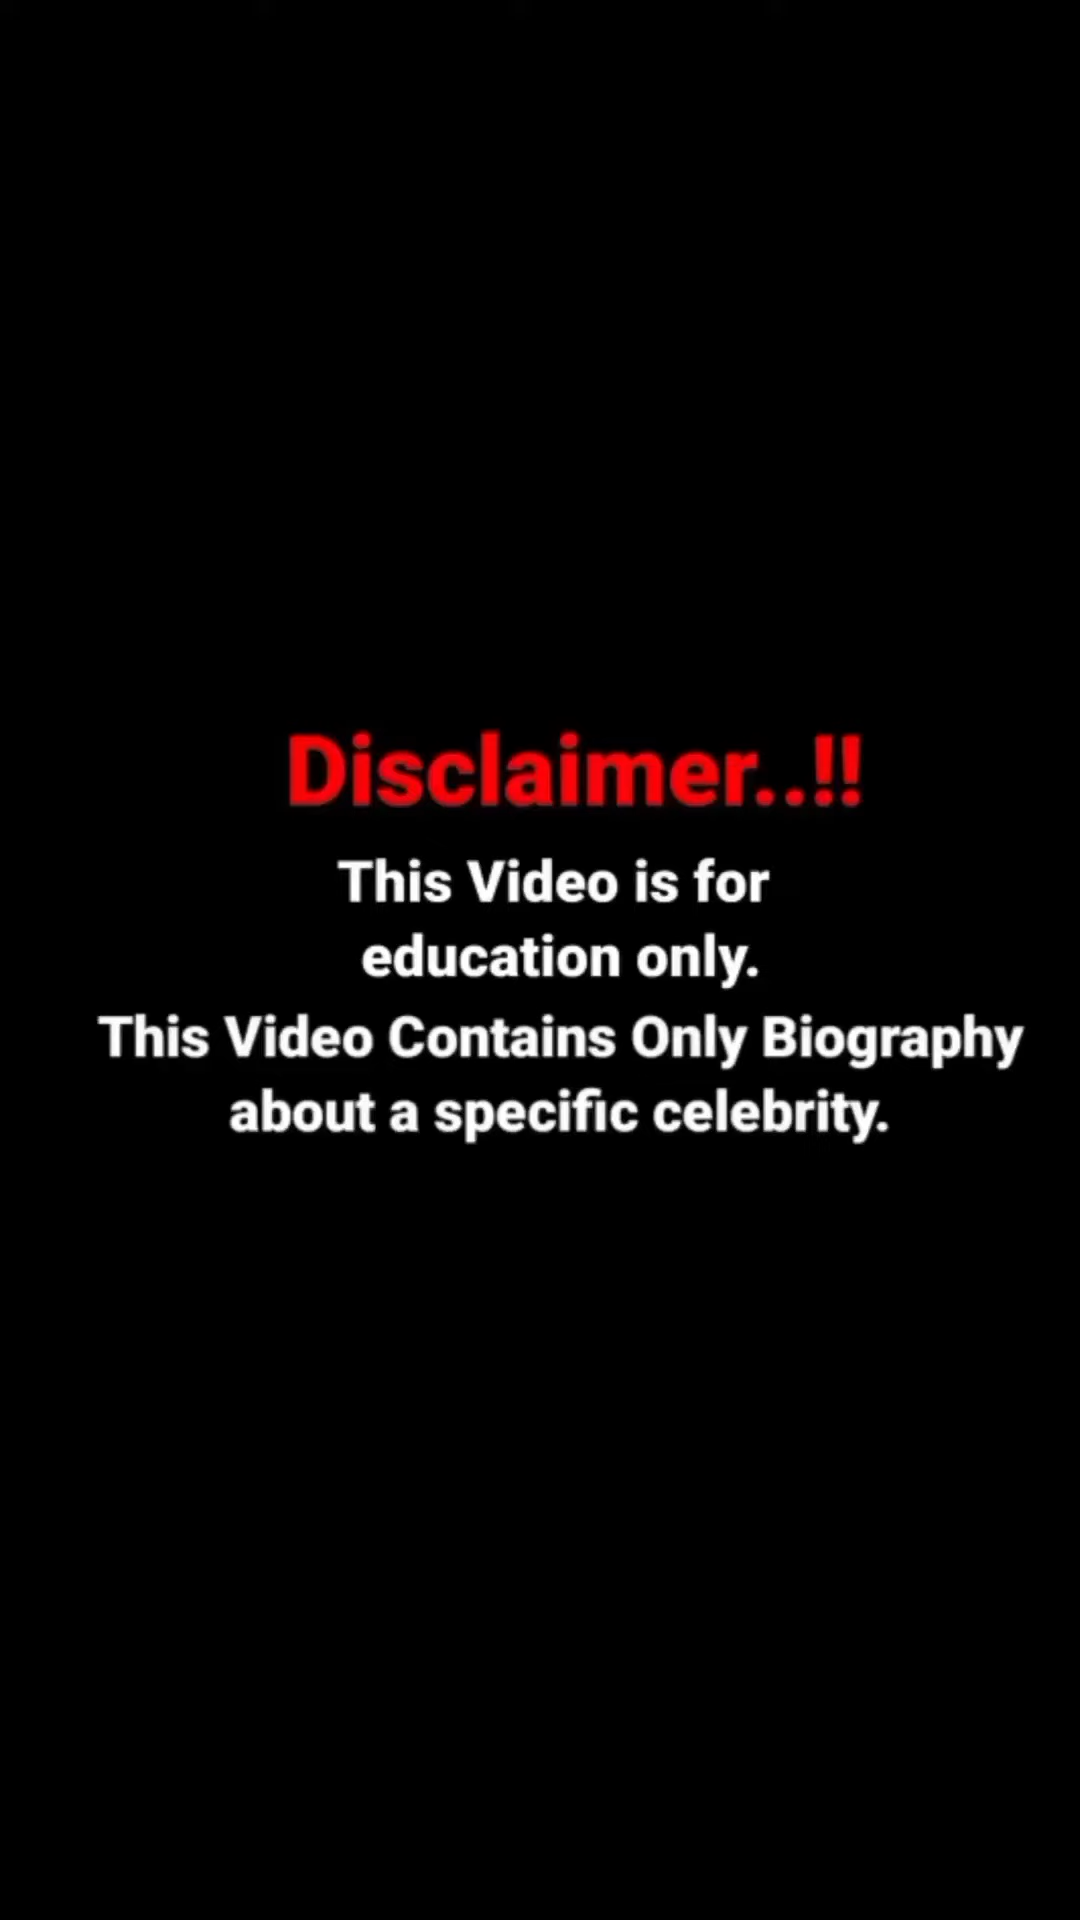 Disclaimer..!!
This Video is for
education only.
This Video Contains Only Biography
about a specific celebrity.